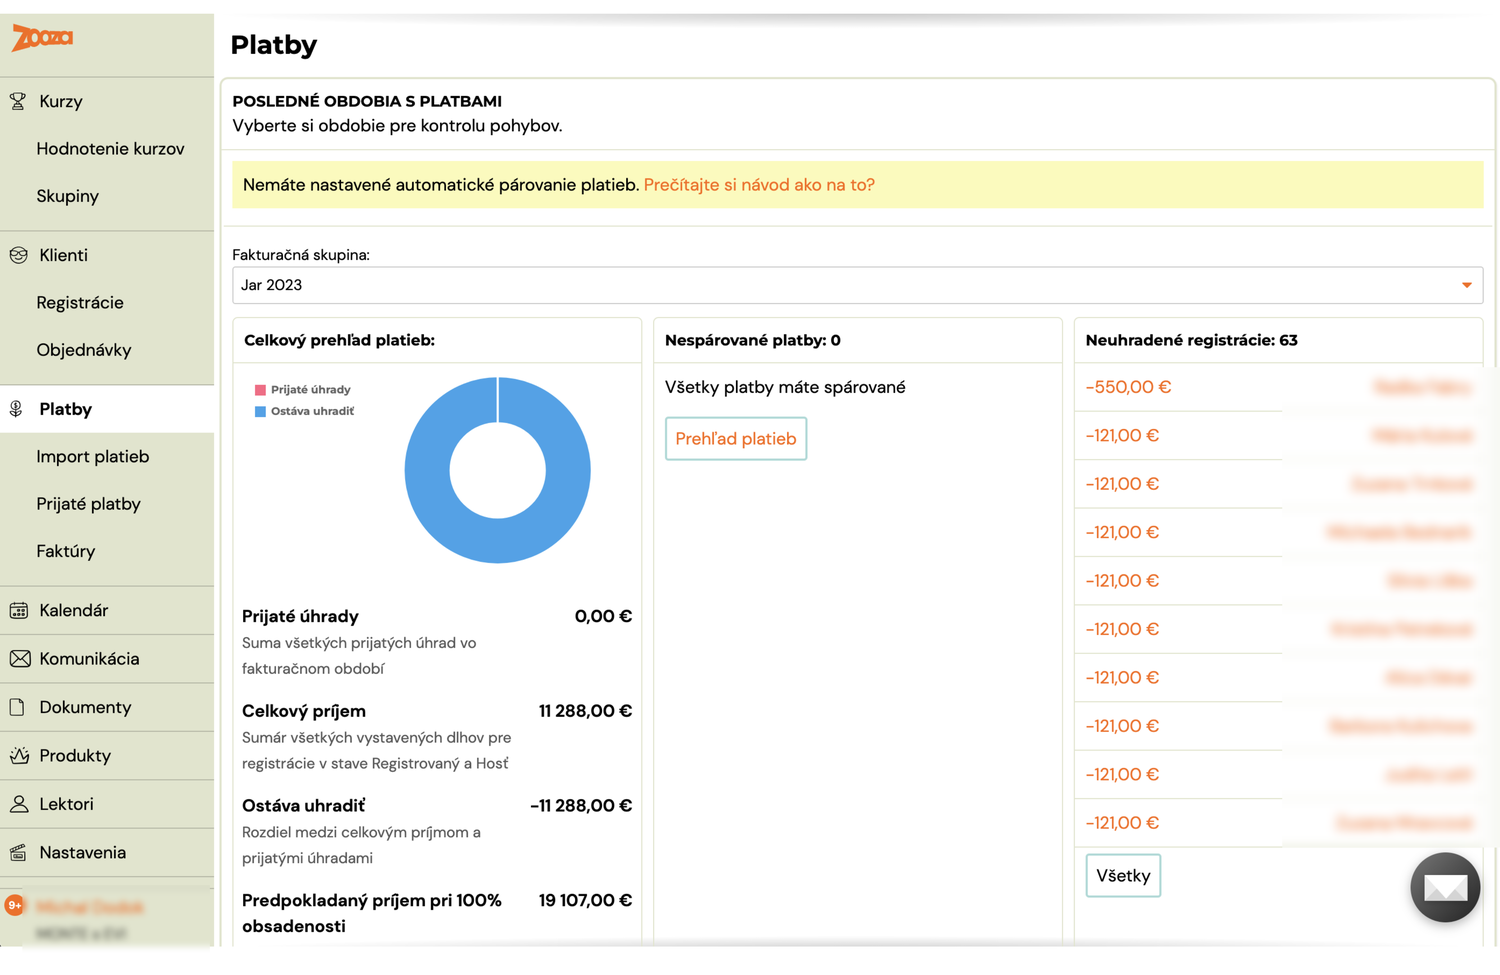 Zooza
Kurzy
Hodnotenie kurzov
Skupiny
Klienti
Registrácie
Objednávky
Platby
Import platieb
Prijaté platby
Faktúry
Kalendár
Komunikácia
Dokumenty
Produkty
Lektori
Nastavenia
9+
Platby
POSLEDNÉ OBDOBIA S PLATBAMI
Vyberte si obdobie pre kontrolu pohybov.
Nemáte nastavené automatické párovanie platieb. Prečítajte si návod ako na to?
Fakturačná skupina:
Jar 2023
Celkový prehľad platieb:
Prijaté úhrady
Ostáva uhradiť
Prijaté úhrady 0,00 €
Suma všetkých prijatých úhrad vo
fakturačnom období
Celkový príjem 11 288,00 €
Sumár všetkých vystavených dlhov pre
registrácie v stave Registrovaný a Hosť
Ostáva uhradiť -11 288,00 €
Rozdiel medzi celkovým príjmom a
prijatými úhradami
Predpokladaný príjem pri 100% 19 107,00 €
obsadenosti
Nespárované platby: 0
Všetky platby máte spárované
Prehľad platieb
Neuhradené registrácie: 63
-550,00 €
-121,00 €
-121,00 €
-121,00 €
-121,00 €
-121,00 €
-121,00 €
-121,00 €
-121,00 €
-121,00 €
Všetky